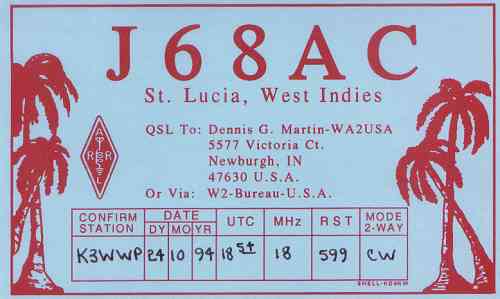 J68AC
St. Lucia, West Indies
QSL To: Dennis G. Martin-WA2USA
5577 Victoria Ct.
Newburgh, IN
47630 U.S.A.
Or Via: W2-Bureau-U.S.A.
A
R R
L
CONFIRM STATION DATE DY MO YR UTC MHz RST MODE 2-WAY
K3WWP 24 10 94 18 54 18 599 CW